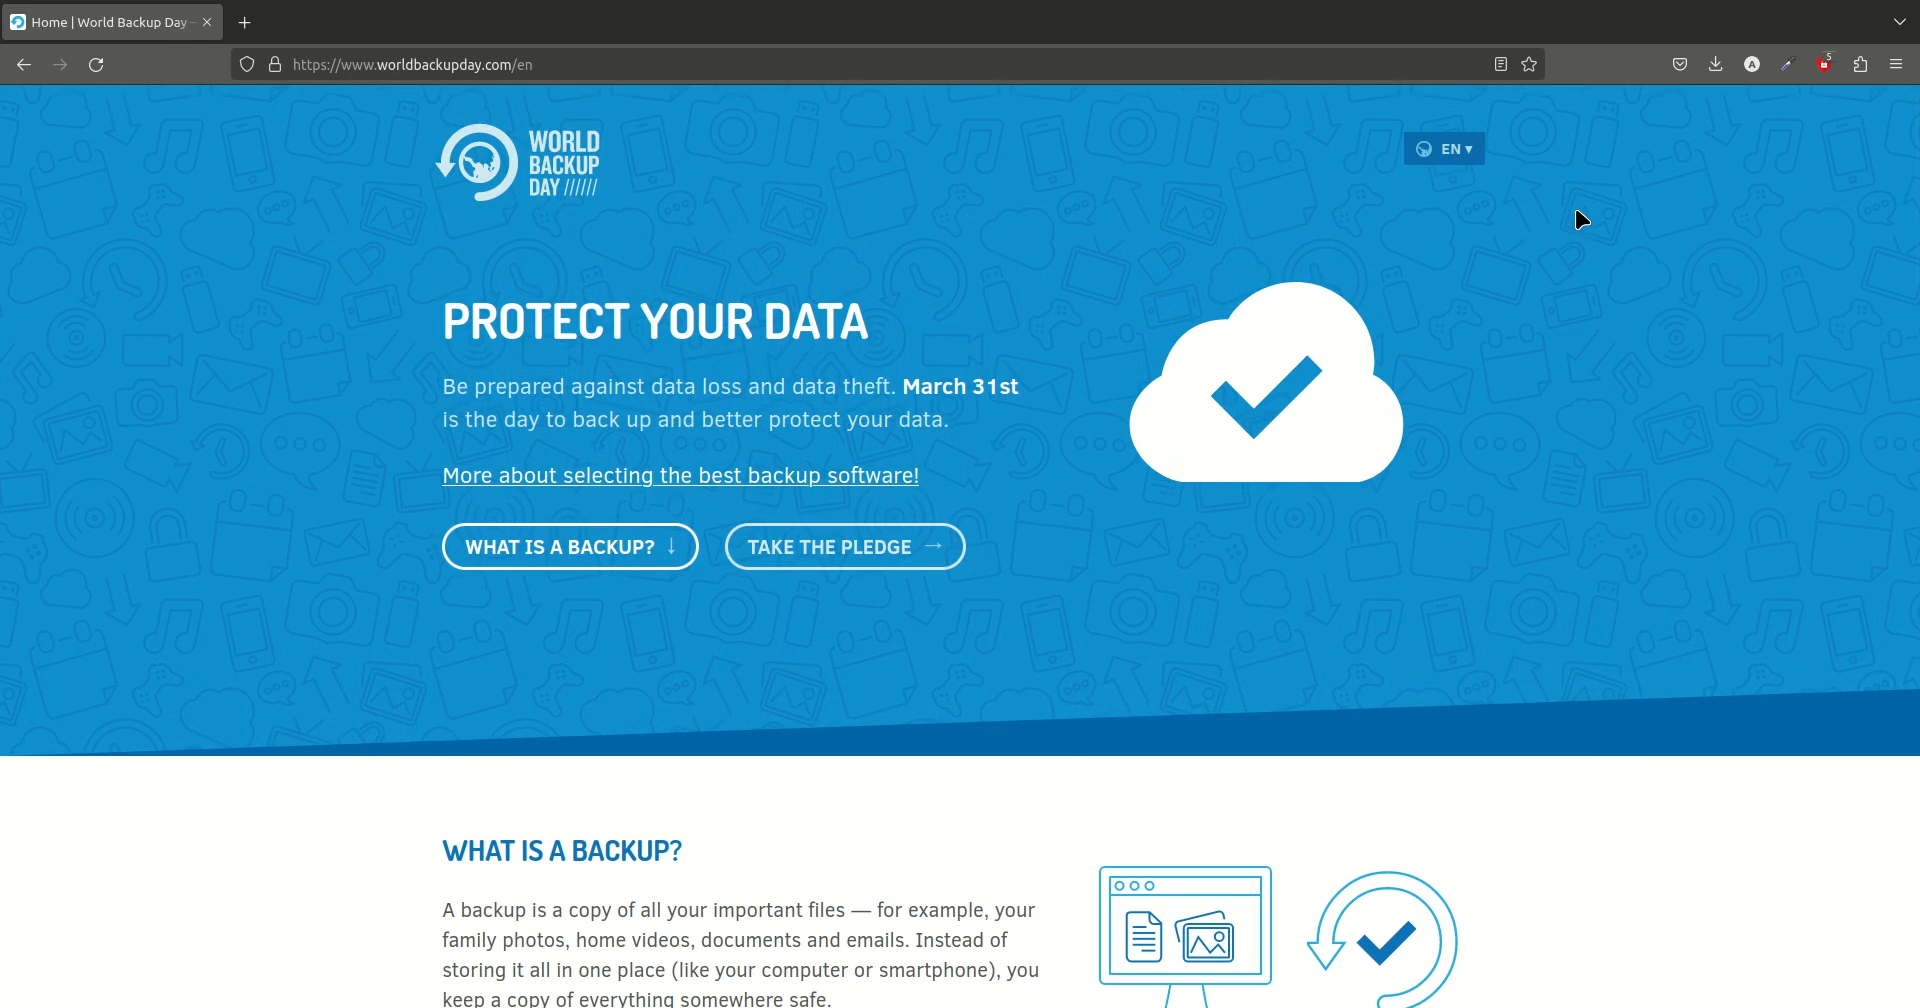 Home | World Backup Day -
https://www.worldbackupday.com/en
A
5
WORLD
BACKUP
DAY //////
EN ▾
PROTECT YOUR DATA
Be prepared against data loss and data theft. March 31st
is the day to back up and better protect your data.
More about selecting the best backup software!
WHAT IS A BACKUP? ↓
TAKE THE PLEDGE →
WHAT IS A BACKUP?
A backup is a copy of all your important files — for example, your
family photos, home videos, documents and emails. Instead of
storing it all in one place (like your computer or smartphone), you
keep a copy of everything somewhere safe.